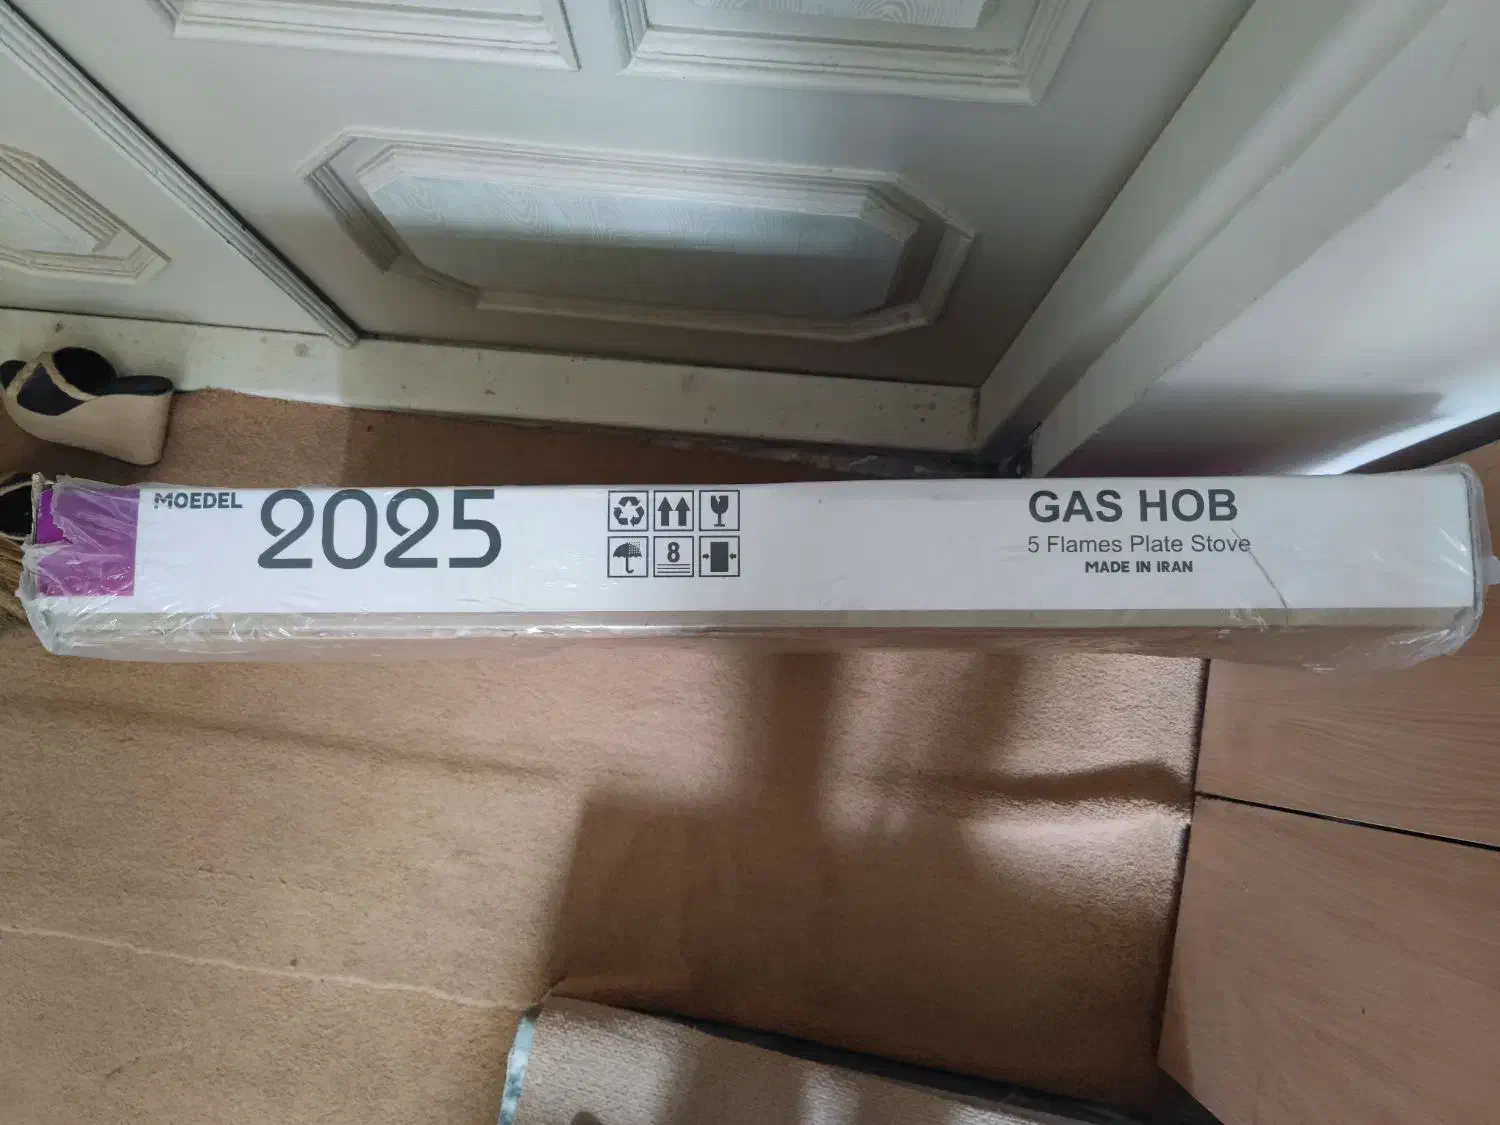 MOEDEL 2025
8
GAS HOB
5 Flames Plate Stove
MADE IN IRAN